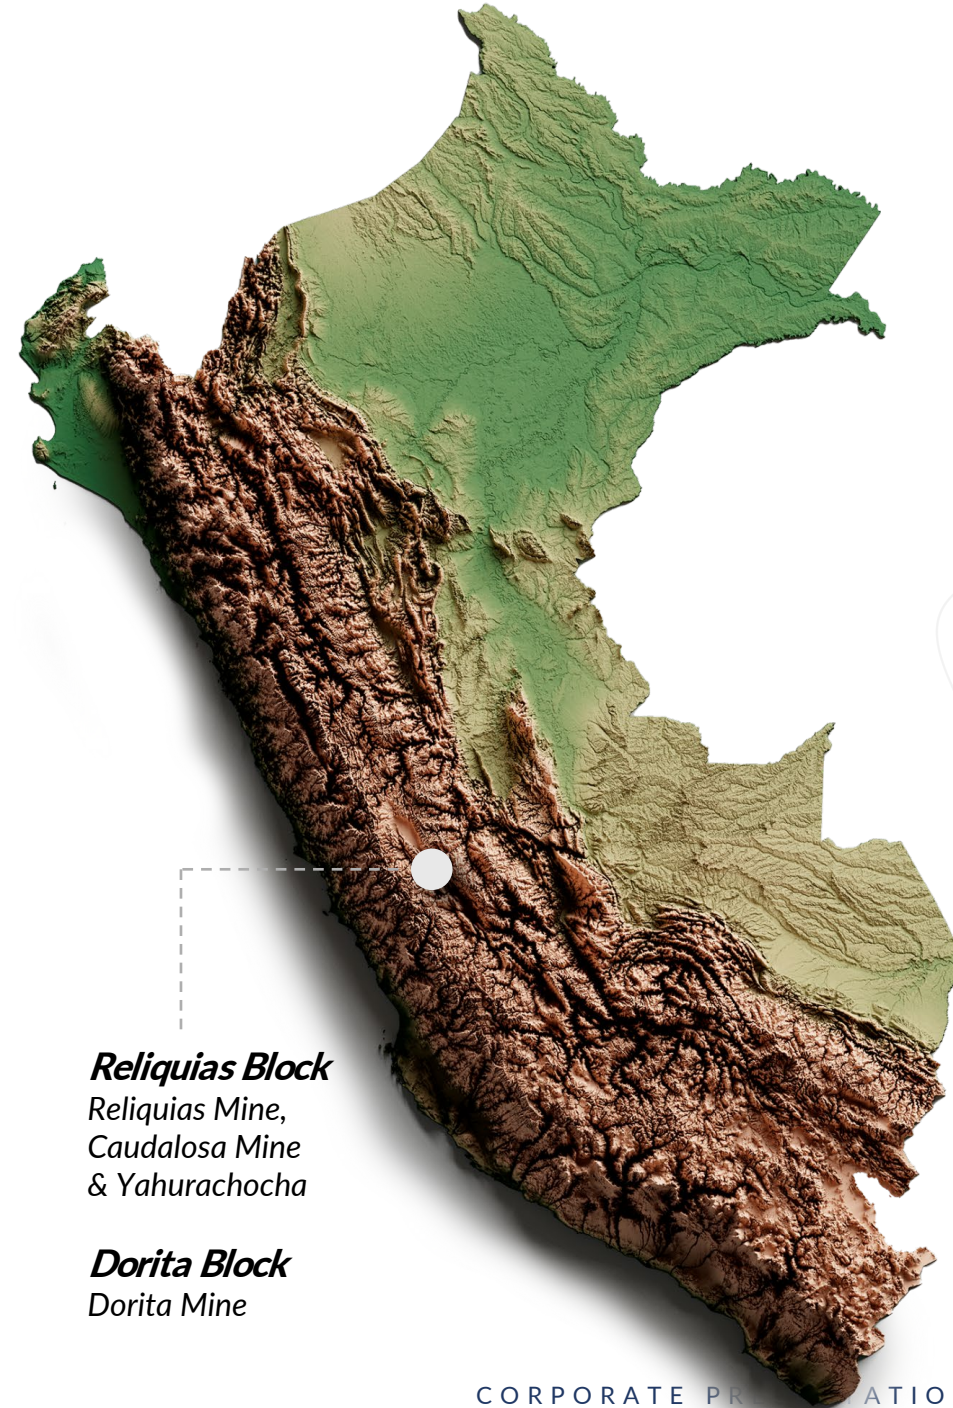 Reliquias Block
Reliquias Mine,
Caudalosa Mine
& Yahurachocha
Dorita Block
Dorita Mine
CORPORATE